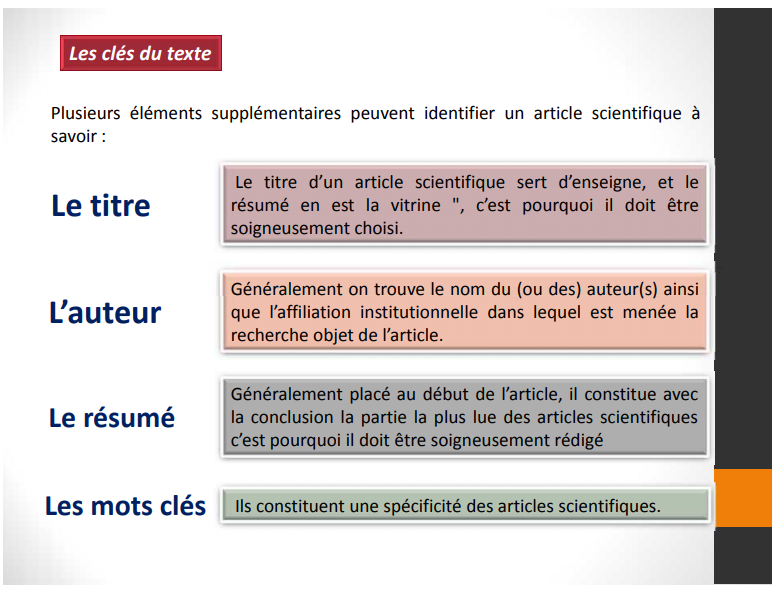 Les clés du texte
Plusieurs éléments supplémentaires peuvent identifier un article scientifique à
savoir :
Le titre
Le titre d’un article scientifique sert d’enseigne, et le
résumé en est la vitrine ", c’est pourquoi il doit être
soigneusement choisi.
L’auteur
Généralement on trouve le nom du (ou des) auteur(s) ainsi
que l’affiliation institutionnelle dans lequel est menée la
recherche objet de l’article.
Le résumé
Généralement placé au début de l’article, il constitue avec
la conclusion la partie la plus lue des articles scientifiques
c’est pourquoi il doit être soigneusement rédigé
Les mots clés
Ils constituent une spécificité des articles scientifiques.